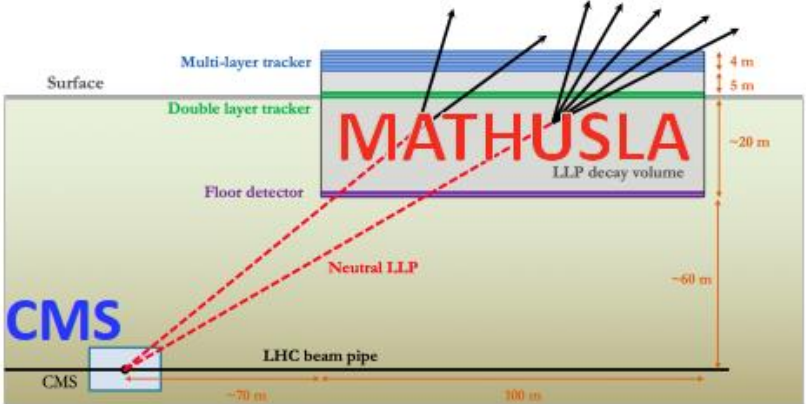 Multi-layer tracker
4 m
5 m
Surface
Double layer tracker
MATHUSLA
~20 m
LLP decay volume
Floor detector
Neutral LLP
~60 m
CMS
LHC beam pipe
CMS
~70 m
100 m